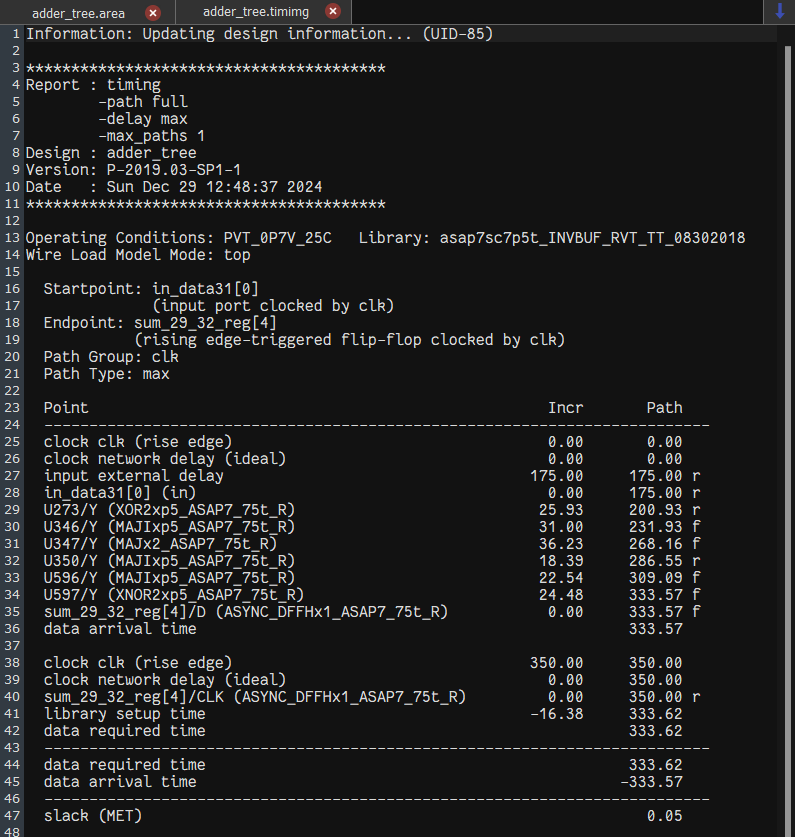 adder_tree.area
adder_tree.timimg
1 Information: Updating design information... (UID-85)
2
3 ****************************************
4 Report : timing
5         -path full
6         -delay max
7         -max_paths 1
8 Design : adder_tree
9 Version: P-2019.03-SP1-1
10 Date   : Sun Dec 29 12:48:37 2024
11 ****************************************
12
13 Operating Conditions: PVT_0P7V_25C   Library: asap7sc7p5t_INVBUF_RVT_TT_08302018
14 Wire Load Model Mode: top
15
16   Startpoint: in_data31[0]
17               (input port clocked by clk)
18   Endpoint: sum_29_32_reg[4]
19             (rising edge-triggered flip-flop clocked by clk)
20   Path Group: clk
21   Path Type: max
22
23   Point                                                   Incr       Path
24   --------------------------------------------------------------------------
25   clock clk (rise edge)                                   0.00       0.00
26   clock network delay (ideal)                             0.00       0.00
27   input external delay                                  175.00     175.00 r
28   in_data31[0] (in)                                       0.00     175.00 r
29   U273/Y (XOR2xp5_ASAP7_75t_R)                           25.93     200.93 r
30   U346/Y (MAJIxp5_ASAP7_75t_R)                           31.00     231.93 f
31   U347/Y (MAJx2_ASAP7_75t_R)                             36.23     268.16 f
32   U350/Y (MAJIxp5_ASAP7_75t_R)                           18.39     286.55 r
33   U596/Y (MAJIxp5_ASAP7_75t_R)                           22.54     309.09 f
34   U597/Y (XNOR2xp5_ASAP7_75t_R)                          24.48     333.57 f
35   sum_29_32_reg[4]/D (ASYNC_DFFHx1_ASAP7_75t_R)           0.00     333.57 f
36   data arrival time                                                333.57
37
38   clock clk (rise edge)                                 350.00     350.00
39   clock network delay (ideal)                             0.00     350.00
40   sum_29_32_reg[4]/CLK (ASYNC_DFFHx1_ASAP7_75t_R)         0.00     350.00 r
41   library setup time                                    -16.38     333.62
42   data required time                                               333.62
43   --------------------------------------------------------------------------
44   data required time                                               333.62
45   data arrival time                                               -333.57
46   --------------------------------------------------------------------------
47   slack (MET)                                                        0.05
48